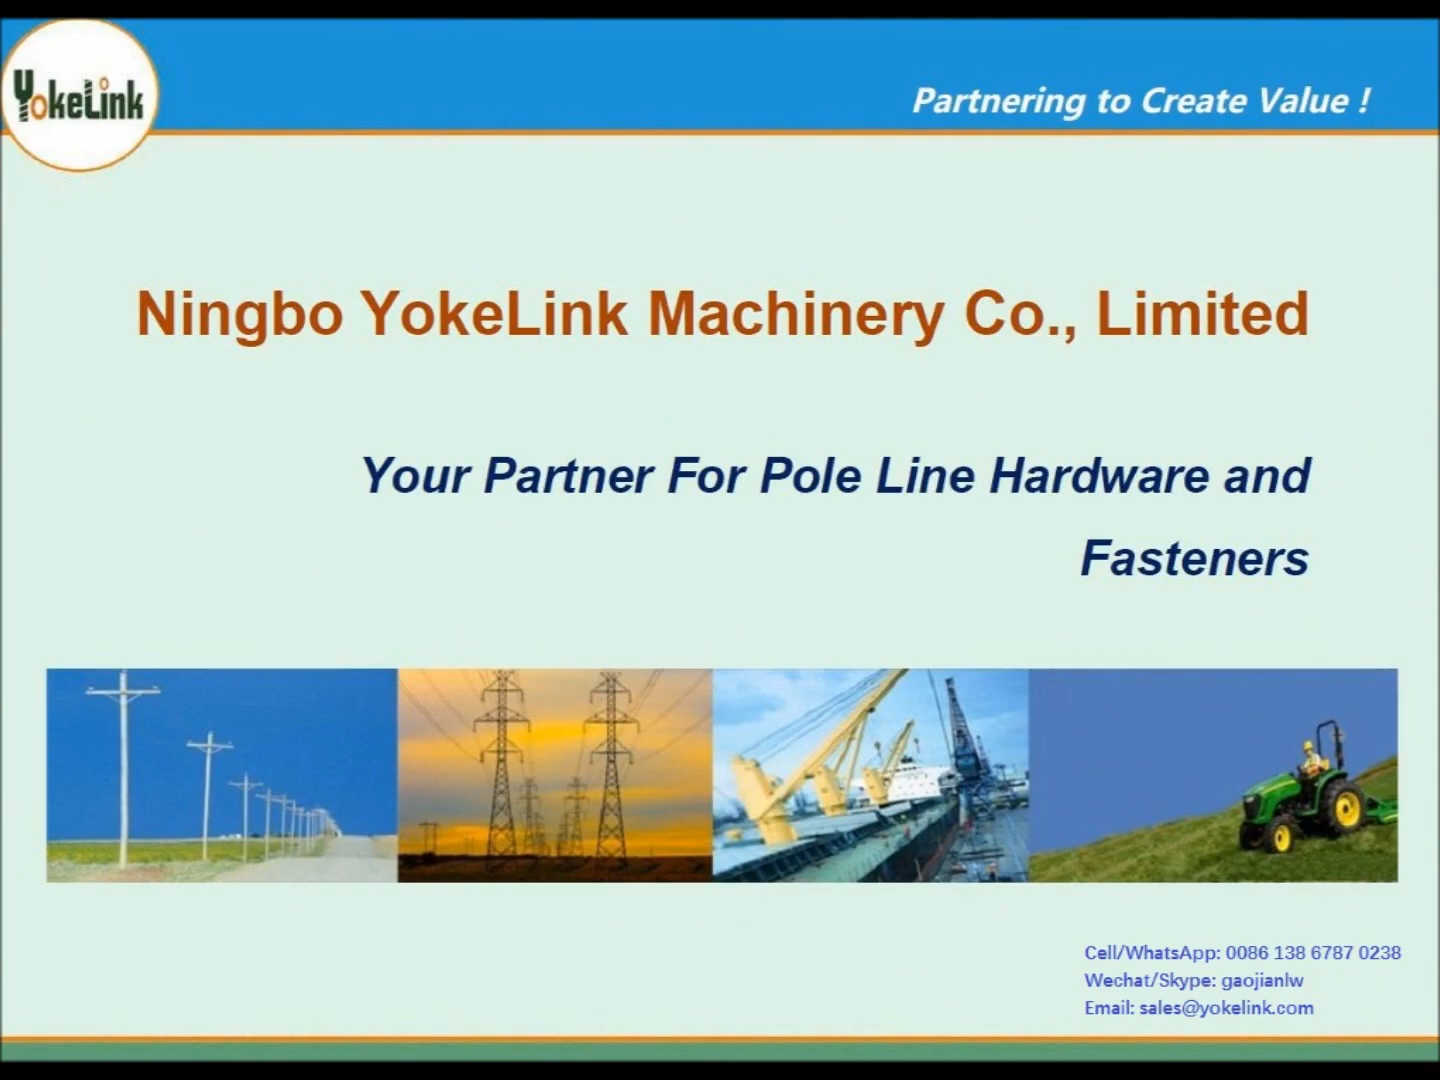 YokeLink
Partnering to Create Value !
Ningbo YokeLink Machinery Co., Limited
Your Partner For Pole Line Hardware and
Fasteners
Cell/WhatsApp: 0086 138 6787 0238
Wechat/Skype: gaojianlw
Email: sales@yokelink.com